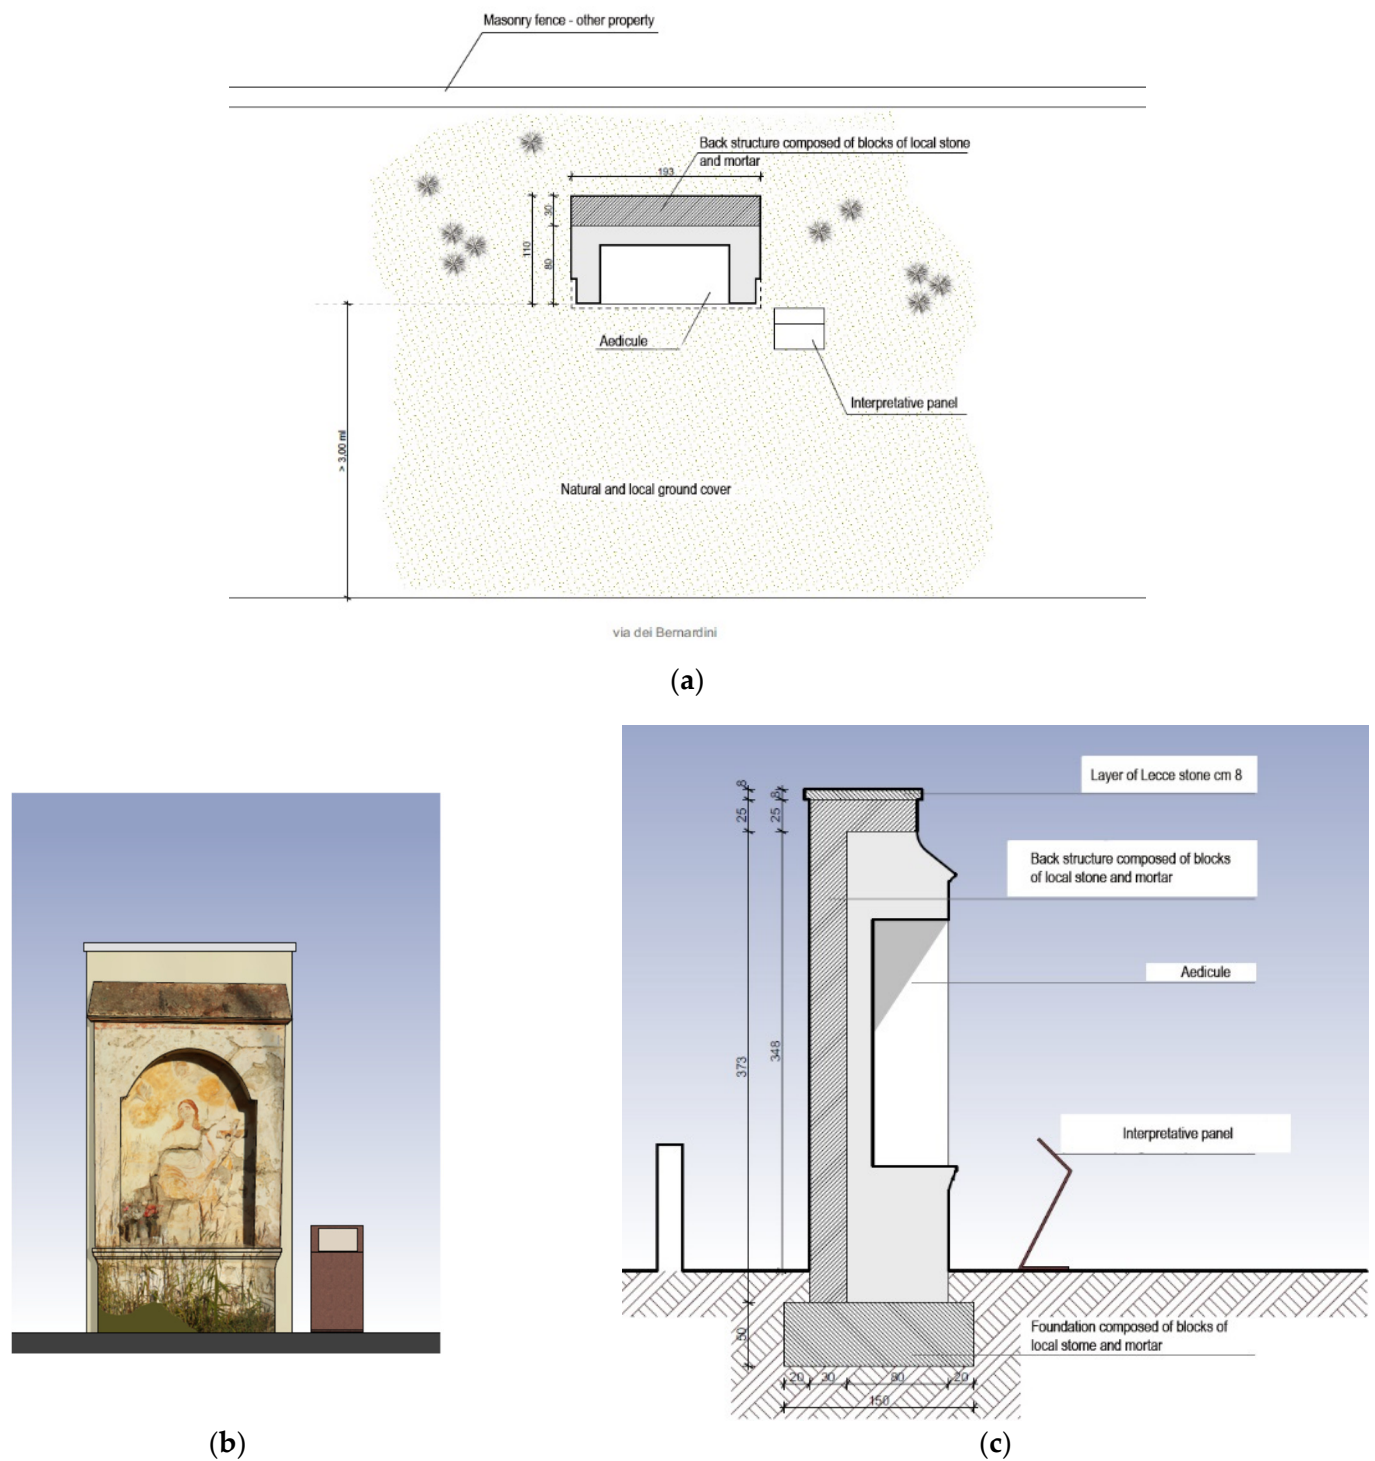 Masonry fence - other property
Back structure composed of blocks of local stone
and mortar
193
30
110
80
Aedicule
Interpretative panel
> 3,00 ml
Natural and local ground cover
via dei Bernardini
(a)
Layer of Lecce stone cm 8
8
8
25
25
Back structure composed of blocks
of local stone and mortar
Aedicule
373
348
Interpretative panel
50
Foundation composed of blocks of
local stome and mortar
20
30
80
20
150
(b)
(c)